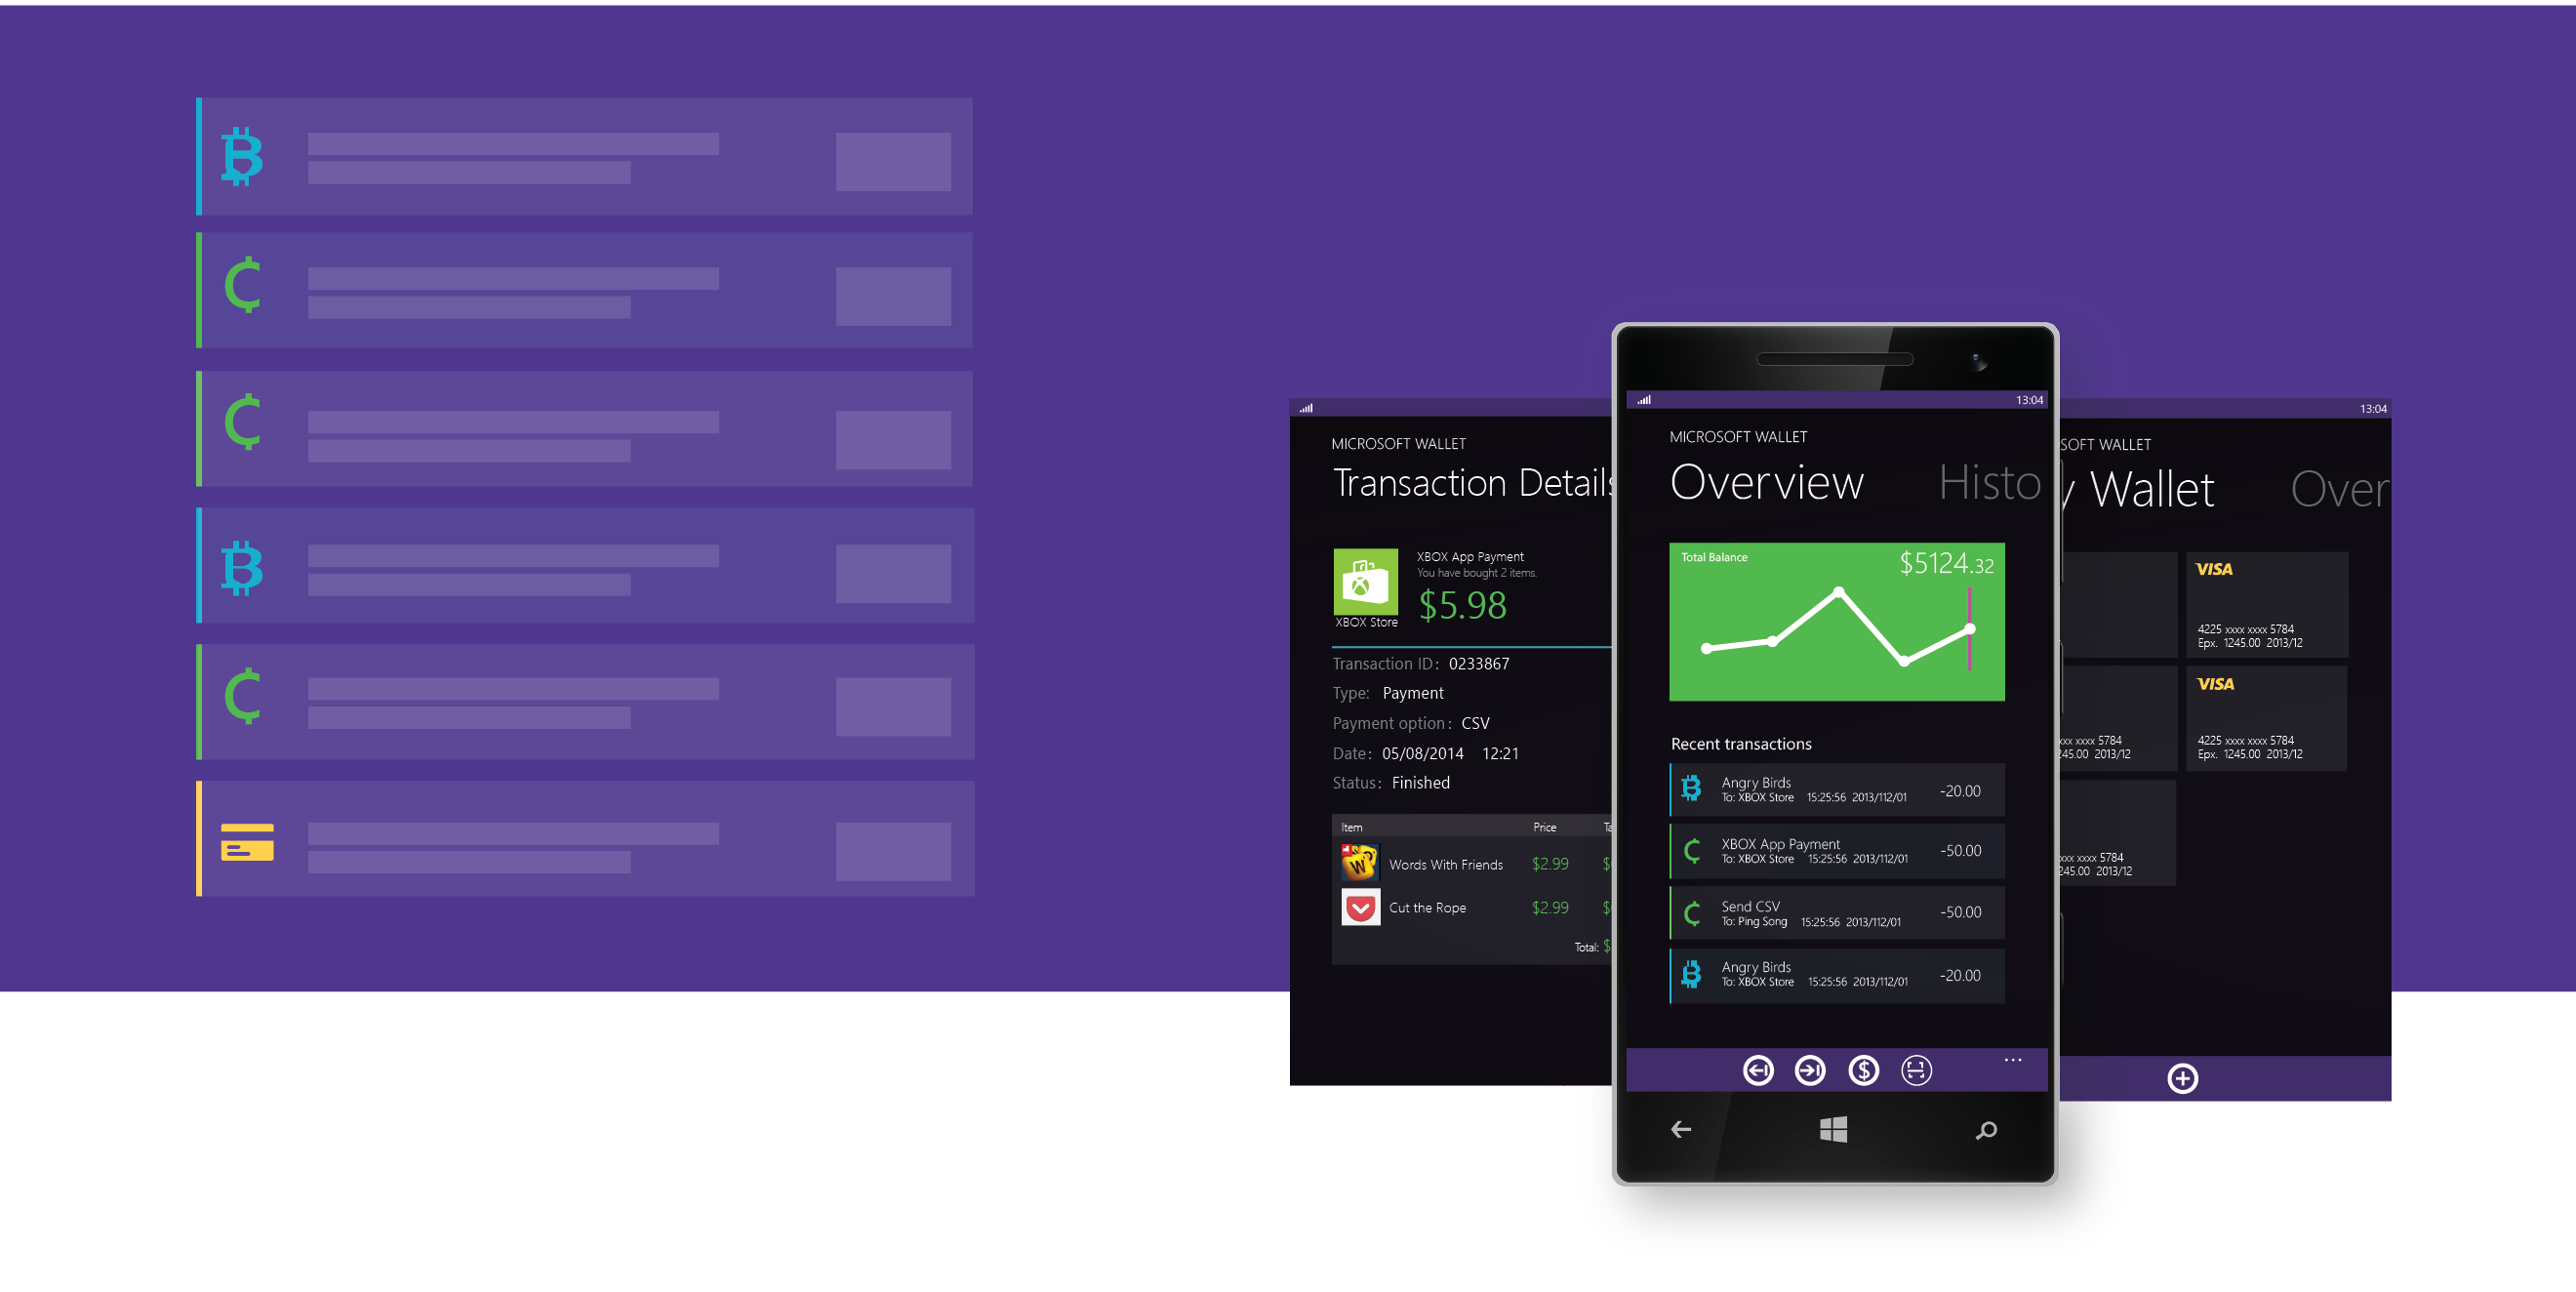 MICROSOFT WALLET
Transaction Details
XBOX App Payment
You have bought 2 items.
$5.98
XBOX Store
Transaction ID: 0233867
Type: Payment
Payment option: CSV
Date: 05/08/2014 12:21
Status: Finished
Item Price Ta
Words With Friends $2.99 $
Cut the Rope $2.99 $
Total: $
13:04
MICROSOFT WALLET
Overview Histo
Total Balance $5124.32
Recent transactions
Angry Birds
To: XBOX Store 15:25:56 2013/112/01 -20.00
XBOX App Payment
To: XBOX Store 15:25:56 2013/112/01 -50.00
Send CSV
To: Ping Song 15:25:56 2013/112/01 -50.00
Angry Birds
To: XBOX Store 15:25:56 2013/112/01 -20.00
13:04
SOFT WALLET
y Wallet Over
VISA
4225 xxxx xxxx 5784
Epx. 1245.00 2013/12
VISA
xx xxxx 5784
245.00 2013/12
4225 xxxx xxxx 5784
Epx. 1245.00 2013/12
xxx xxxx 5784
245.00 2013/12